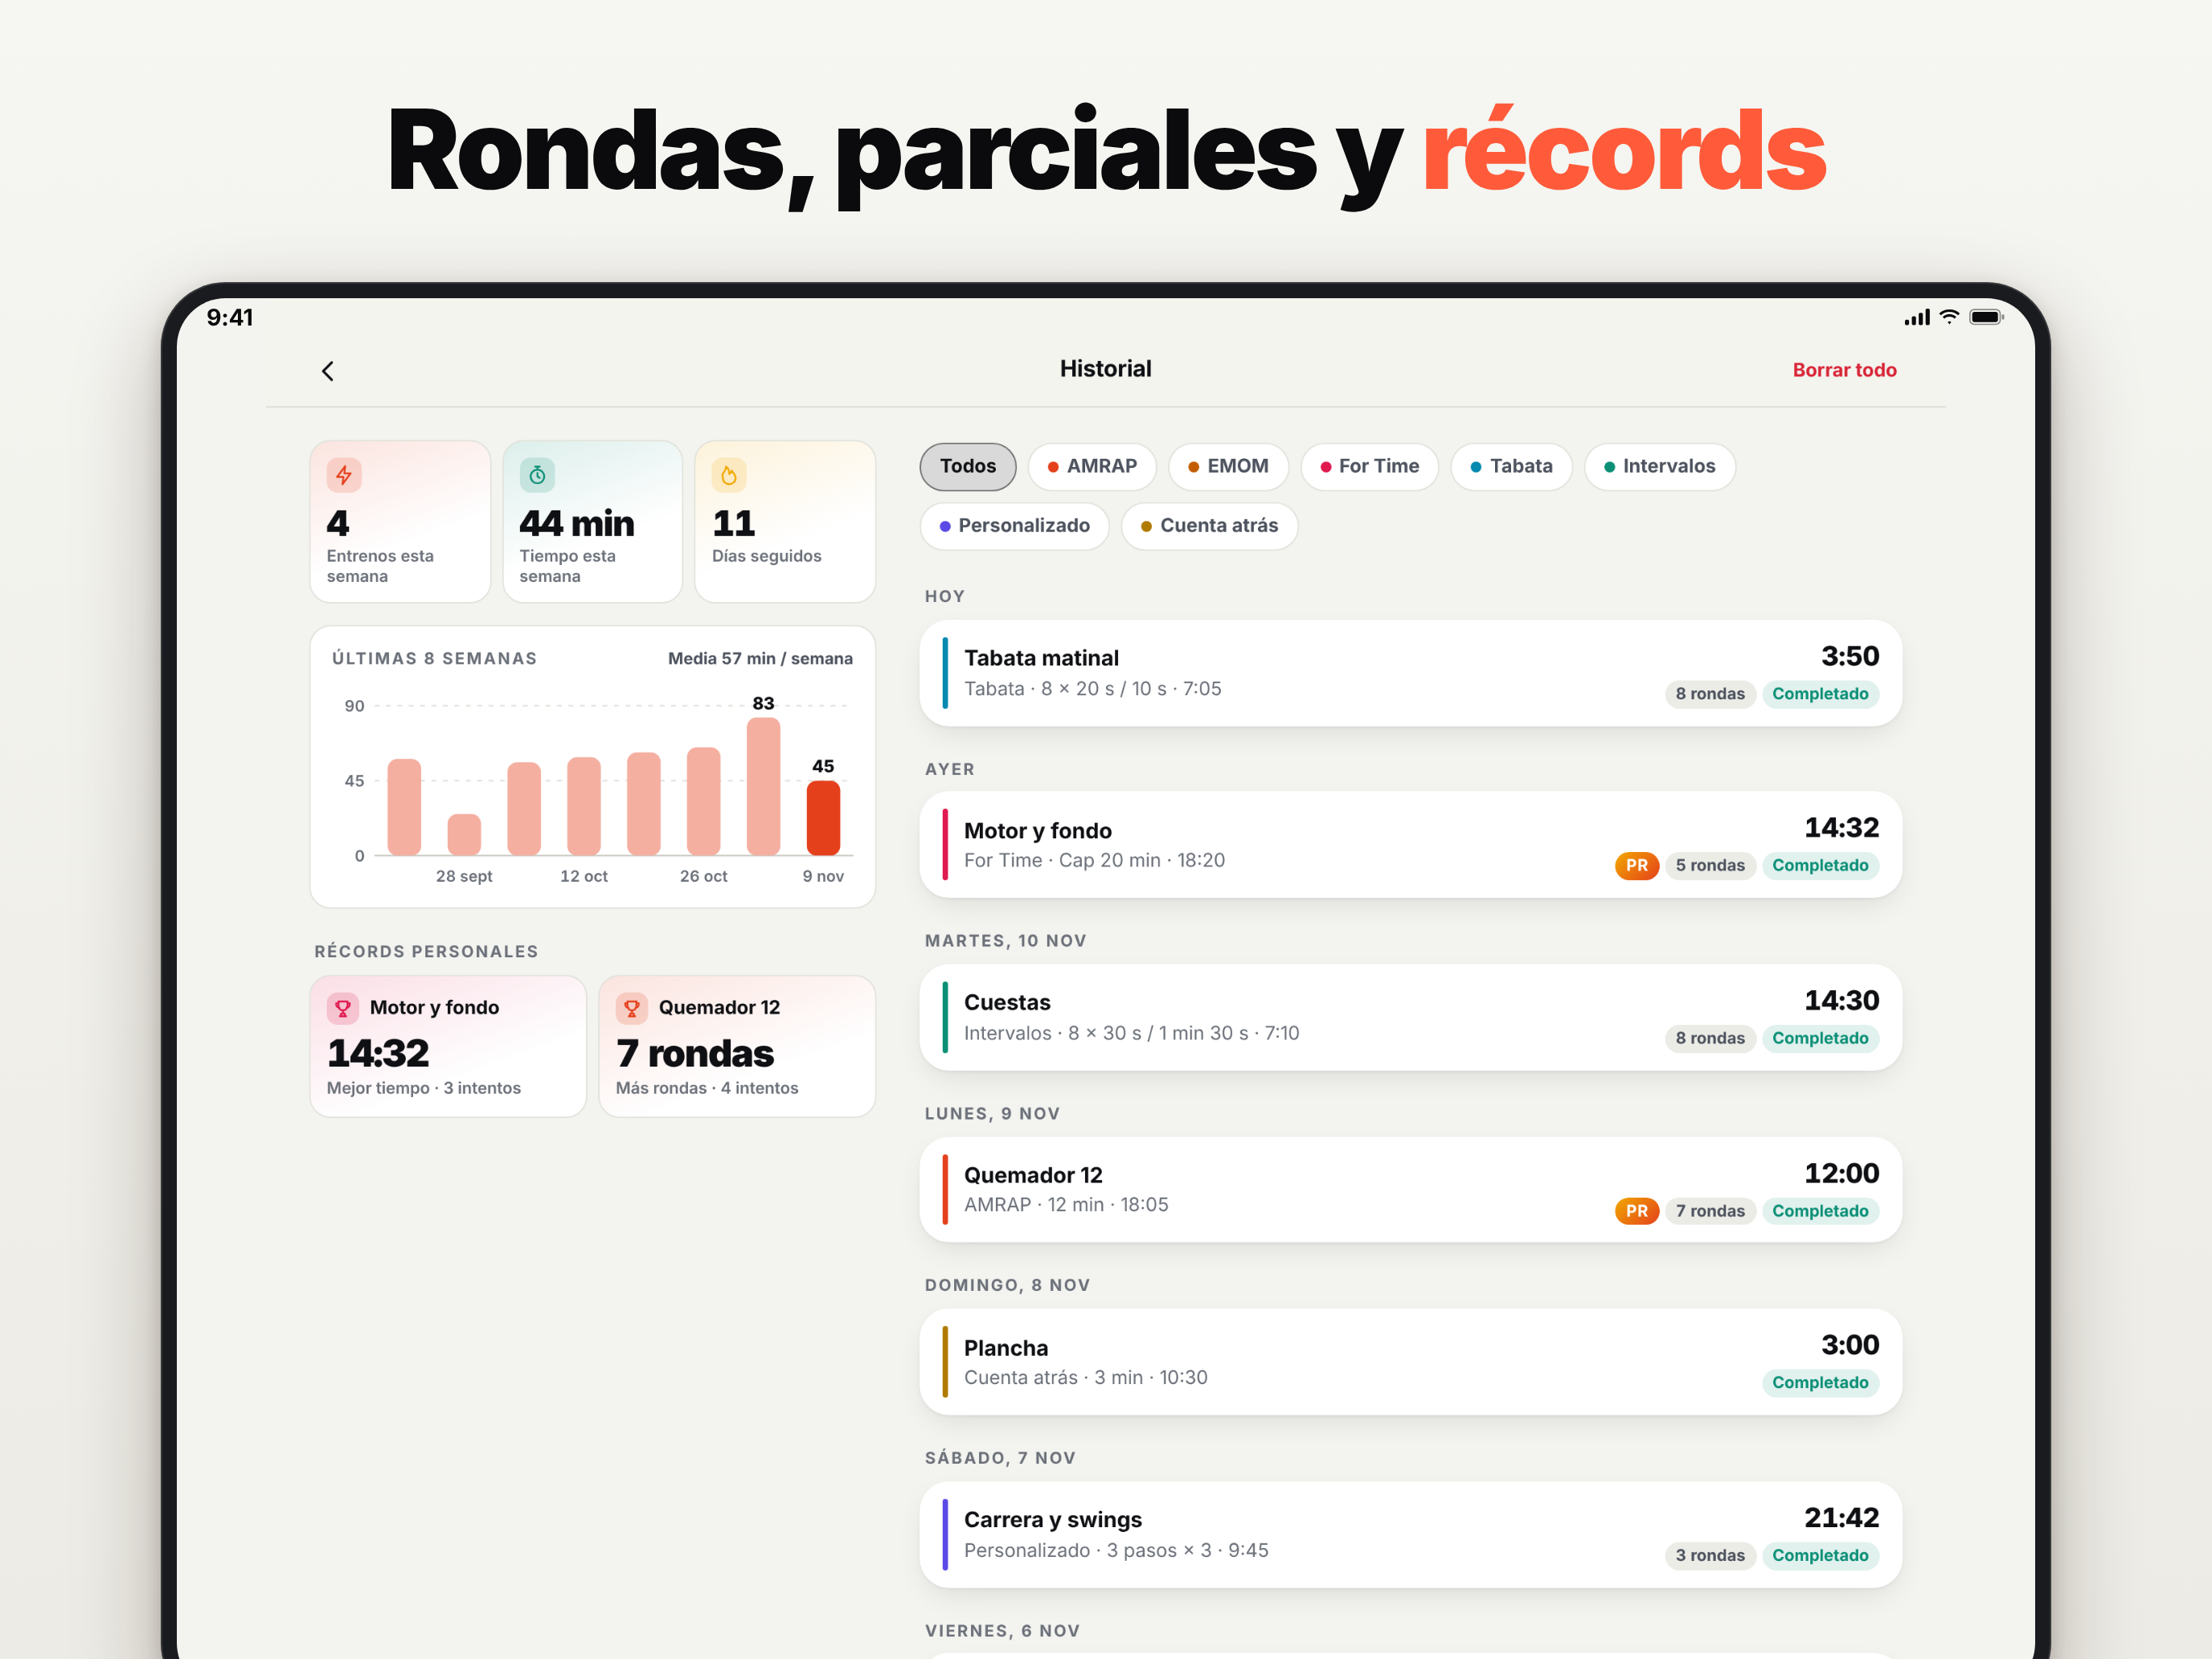 Rondas, parciales y récords
9:41
Historial
Borrar todo
4
Entrenos esta
semana
44 min
Tiempo esta
semana
11
Días seguidos
ÚLTIMAS 8 SEMANAS
Media 57 min / semana
90
45
0
83
45
28 sept
12 oct
26 oct
9 nov
RÉCORDS PERSONALES
Motor y fondo
14:32
Mejor tiempo · 3 intentos
Quemador 12
7 rondas
Más rondas · 4 intentos
Todos
AMRAP
EMOM
For Time
Tabata
Intervalos
Personalizado
Cuenta atrás
HOY
Tabata matinal
Tabata · 8 × 20 s / 10 s · 7:05
3:50
8 rondas
Completado
AYER
Motor y fondo
For Time · Cap 20 min · 18:20
14:32
PR
5 rondas
Completado
MARTES, 10 NOV
Cuestas
Intervalos · 8 × 30 s / 1 min 30 s · 7:10
14:30
8 rondas
Completado
LUNES, 9 NOV
Quemador 12
AMRAP · 12 min · 18:05
12:00
PR
7 rondas
Completado
DOMINGO, 8 NOV
Plancha
Cuenta atrás · 3 min · 10:30
3:00
Completado
SÁBADO, 7 NOV
Carrera y swings
Personalizado · 3 pasos × 3 · 9:45
21:42
3 rondas
Completado
VIERNES, 6 NOV